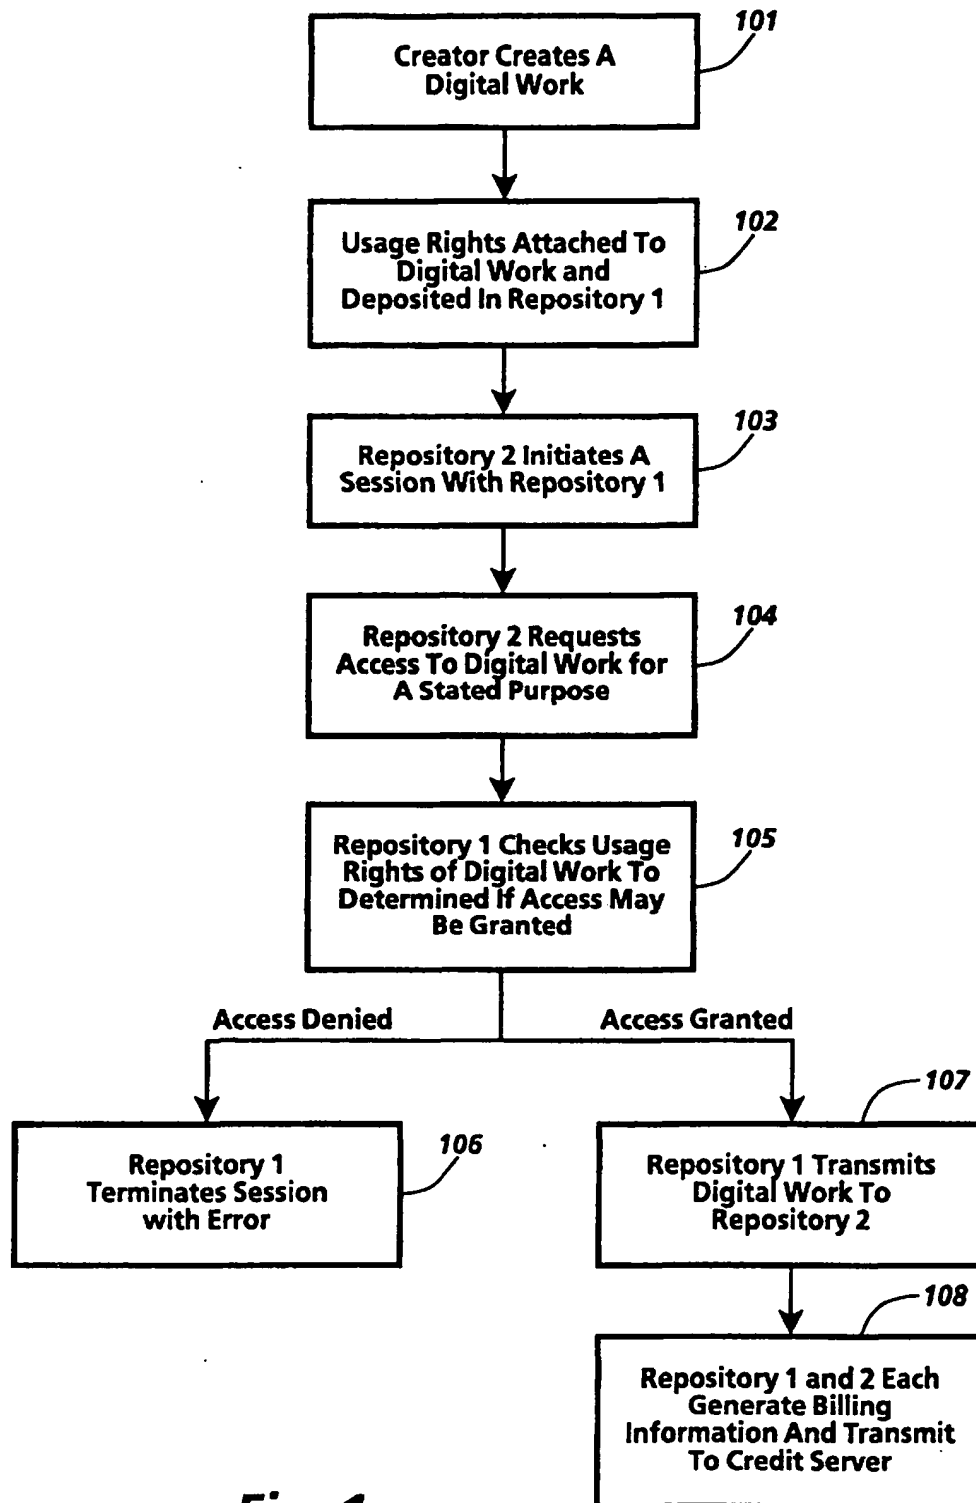 101
Creator Creates A
Digital Work
102
Usage Rights Attached To
Digital Work and
Deposited In Repository 1
103
Repository 2 Initiates A
Session With Repository 1
104
Repository 2 Requests
Access To Digital Work for
A Stated Purpose
105
Repository 1 Checks Usage
Rights of Digital Work To
Determined If Access May
Be Granted
Access Denied
Access Granted
106
Repository 1
Terminates Session
with Error
107
Repository 1 Transmits
Digital Work To
Repository 2
108
Repository 1 and 2 Each
Generate Billing
Information And Transmit
To Credit Server